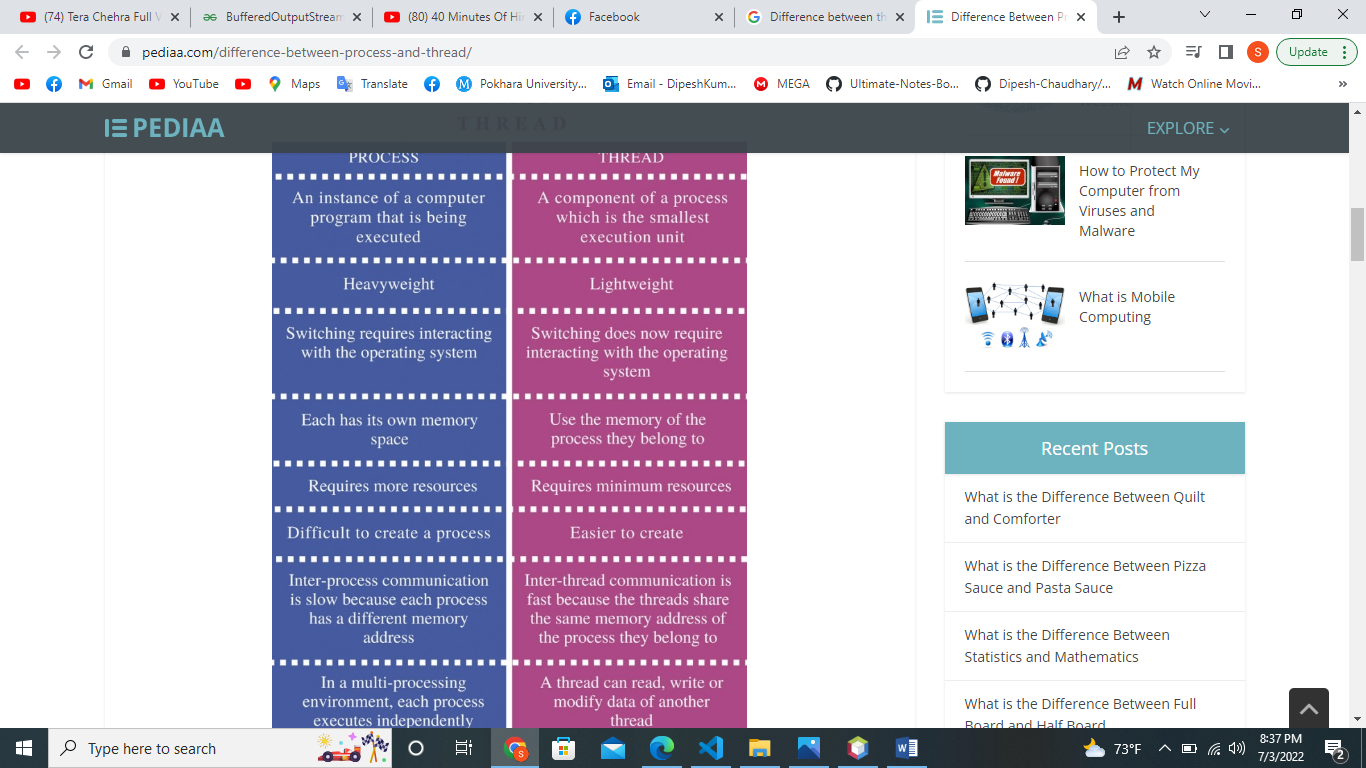 (74) Tera Chehra Full V
BufferedOutputStream
(80) 40 Minutes Of Hi
Facebook
Difference between th
Difference Between Pr
pediaa.com/difference-between-process-and-thread/
S
Update
Gmail
YouTube
Maps
Translate
Pokhara University...
Email - DipeshKum...
MEGA
Ultimate-Notes-Bo...
Dipesh-Chaudhary/...
Watch Online Movi...
»
PEDIAA
THREAD
EXPLORE
PROCESS
THREAD
An instance of a computer
program that is being
executed
A component of a process
which is the smallest
execution unit
Heavyweight
Lightweight
Switching requires interacting
with the operating system
Switching does now require
interacting with the operating
system
Each has its own memory
space
Use the memory of the
process they belong to
Requires more resources
Requires minimum resources
Difficult to create a process
Easier to create
Inter-process communication
is slow because each process
has a different memory
address
Inter-thread communication is
fast because the threads share
the same memory address of
the process they belong to
In a multi-processing
environment, each process
executes independently
A thread can read, write or
modify data of another
thread
Malware
Found !
How to Protect My
Computer from
Viruses and
Malware
What is Mobile
Computing
Recent Posts
What is the Difference Between Quilt
and Comforter
What is the Difference Between Pizza
Sauce and Pasta Sauce
What is the Difference Between
Statistics and Mathematics
What is the Difference Between Full
Board and Half Board
Type here to search
S
73°F
8:37 PM
7/3/2022
2